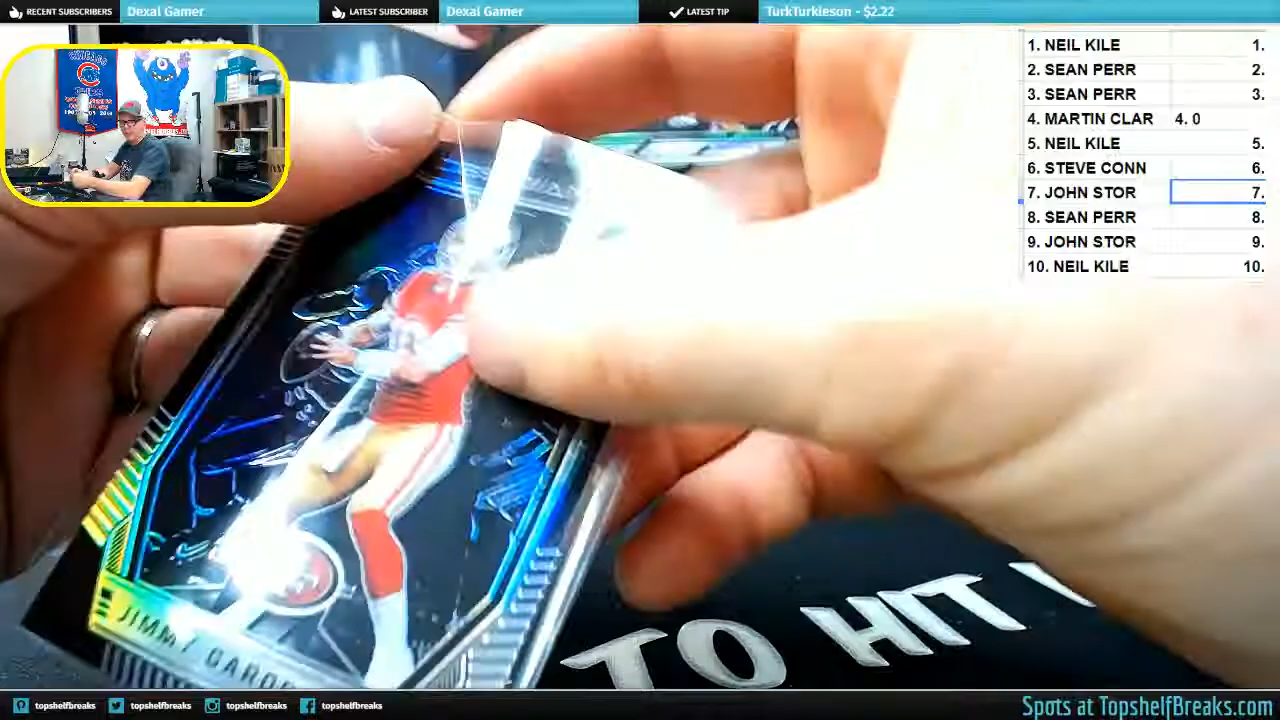 RECENT SUBSCRIBERS Dexal Gamer LATEST SUBSCRIBER Dexal Gamer LATEST TIP TurkTurkleson - $2.22
1. NEIL KILE 1.
2. SEAN PERR 2.
3. SEAN PERR 3.
4. MARTIN CLAR 4. 0
5. NEIL KILE 5.
6. STEVE CONN 6.
7. JOHN STOR 7.
8. SEAN PERR 8.
9. JOHN STOR 9.
10. NEIL KILE 10.
CHICAGO
JIMMY GARO
TO HIT
topshelfbreaks topshelfbreaks topshelfbreaks topshelfbreaks
Spots at TopshelfBreaks.com